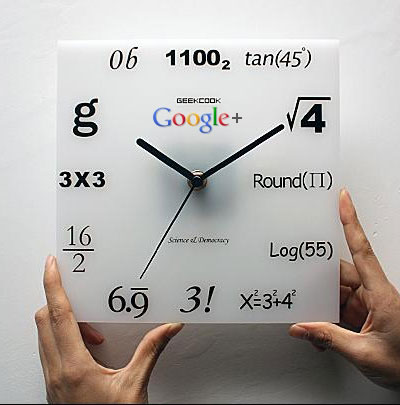 0b 1100₂ tan(45°)
GEEKCOOK
g Google+ √4
3X3 Round(Π)
Science & Democracy
16/2 Log(55)
6.9̅ 3! X²=3²+4²